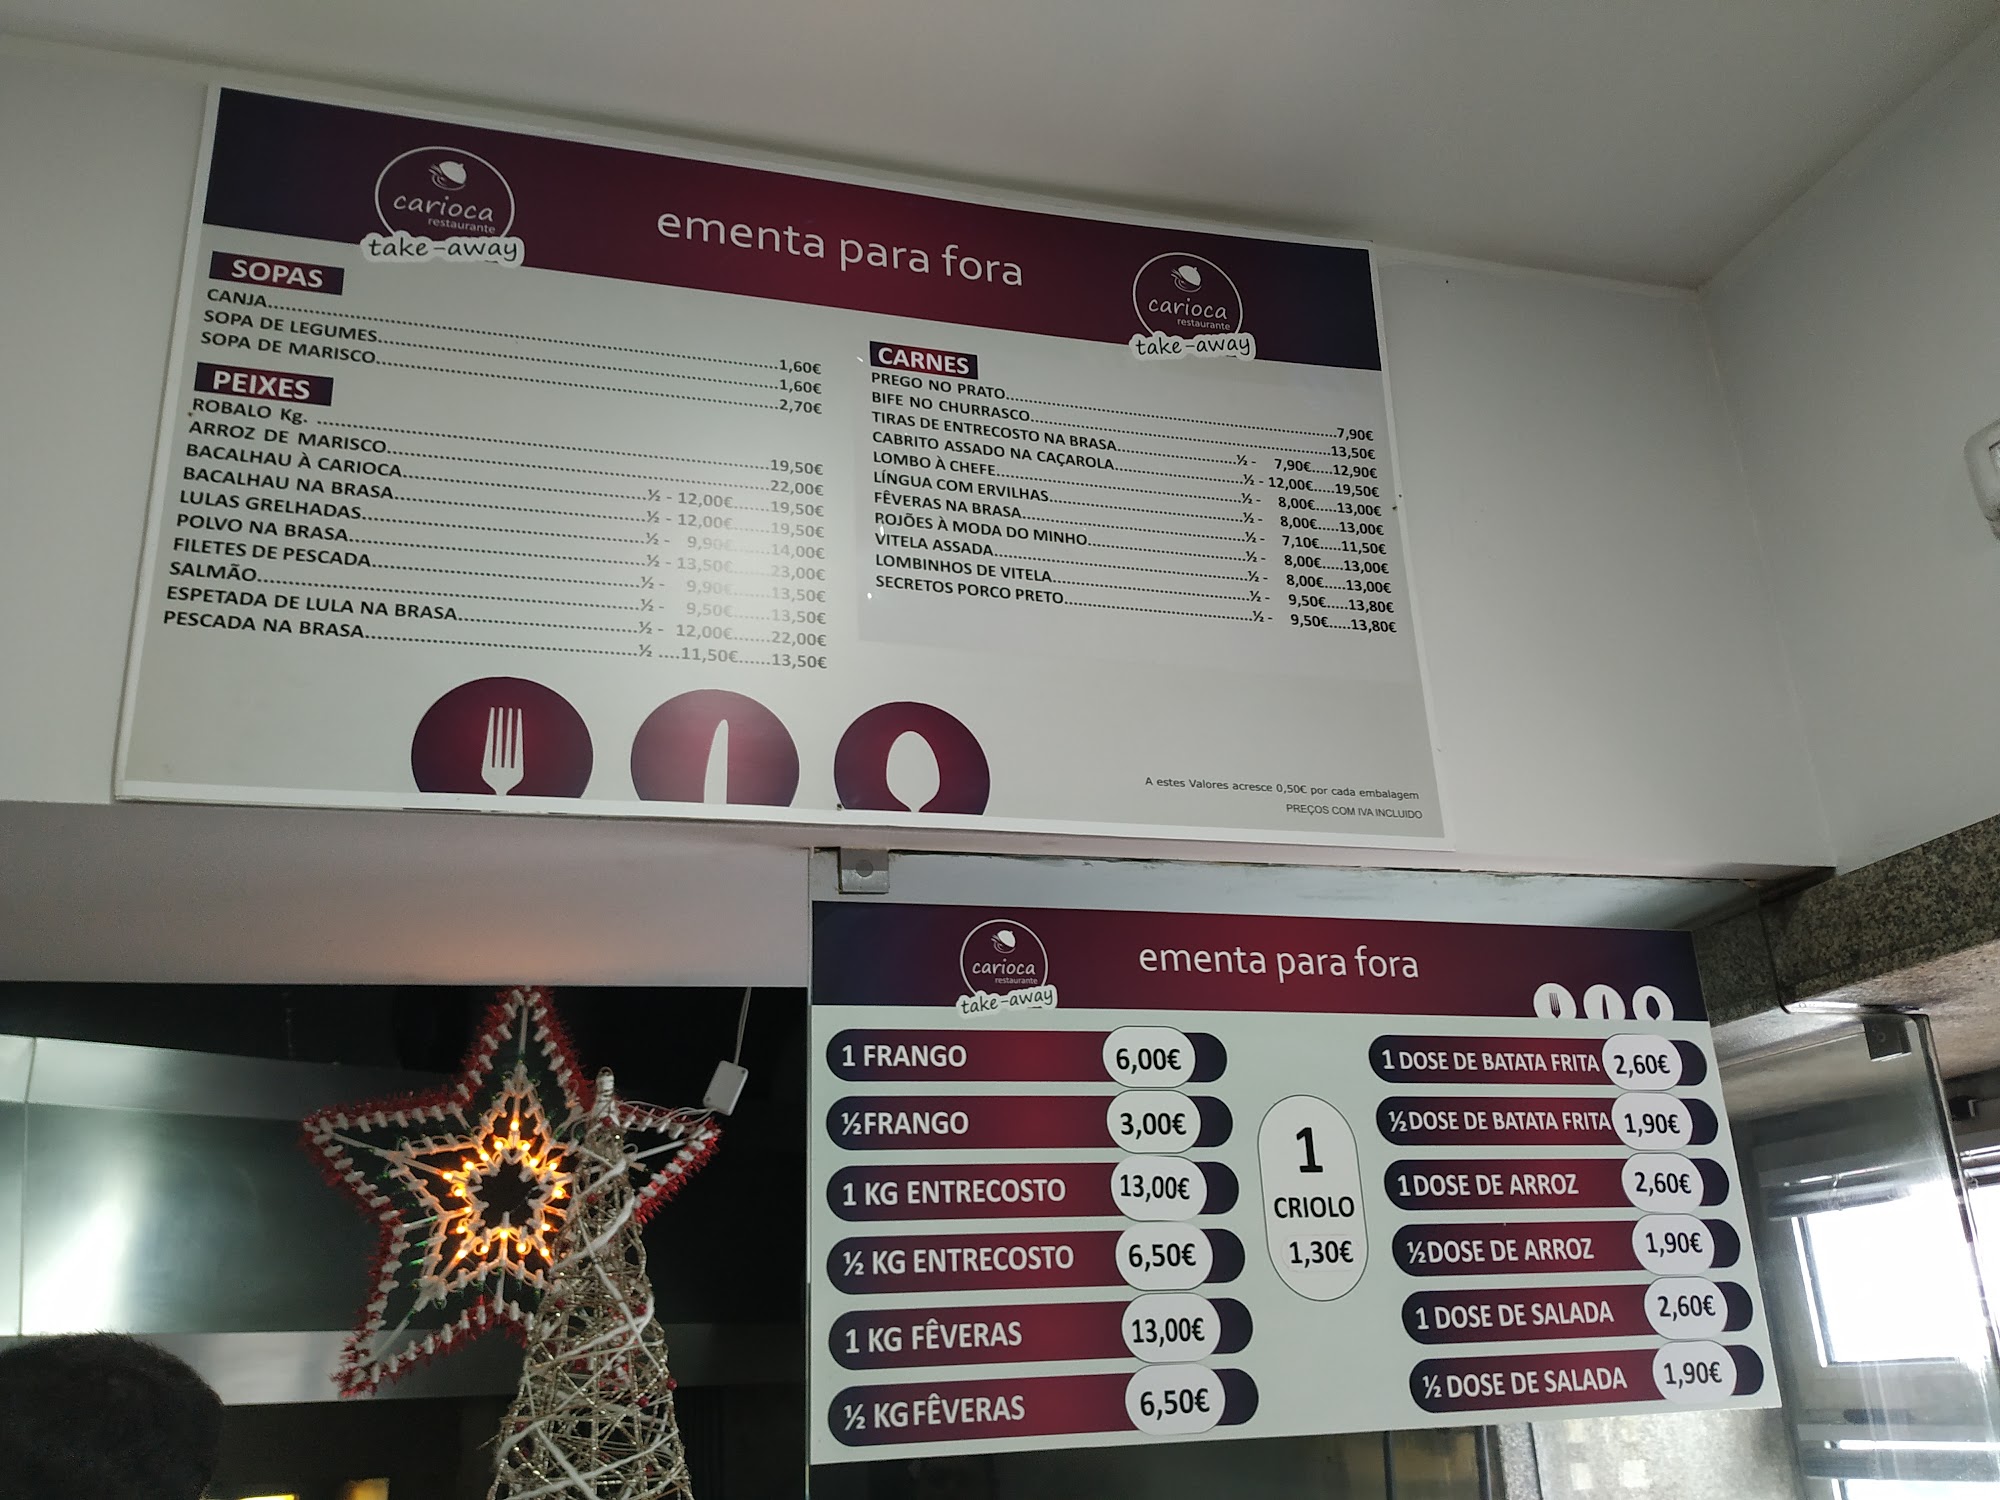 carioca
restaurante
take-away
ementa para fora
carioca
restaurante
take-away
SOPAS
CANJA.....1,60€
SOPA DE LEGUMES.....1,60€
SOPA DE MARISCO.....2,70€
PEIXES
ROBALO Kg. .....19,50€
ARROZ DE MARISCO.....22,00€
BACALHAU À CARIOCA.....½ - 12,00€.....19,50€
BACALHAU NA BRASA.....½ - 12,00€.....19,50€
LULAS GRELHADAS.....½ - 9,90€.....14,00€
POLVO NA BRASA.....½ - 13,50€.....23,00€
FILETES DE PESCADA.....½ - 9,90€.....13,50€
SALMÃO.....½ - 9,50€.....13,50€
ESPETADA DE LULA NA BRASA.....½ - 12,00€.....22,00€
PESCADA NA BRASA.....½ ....11,50€.....13,50€
CARNES
PREGO NO PRATO.....7,90€
BIFE NO CHURRASCO.....13,50€
TIRAS DE ENTRECOSTO NA BRASA.....½ - 7,90€.....12,90€
CABRITO ASSADO NA CAÇAROLA.....½ - 12,00€.....19,50€
LOMBO À CHEFE.....½ - 8,00€.....13,00€
LÍNGUA COM ERVILHAS.....½ - 8,00€.....13,00€
FÊVERAS NA BRASA.....½ - 7,10€.....11,50€
ROJÕES À MODA DO MINHO.....½ - 8,00€.....13,00€
VITELA ASSADA.....½ - 8,00€.....13,00€
LOMBINHOS DE VITELA.....½ - 9,50€.....13,80€
SECRETOS PORCO PRETO.....½ - 9,50€.....13,80€
A estes Valores acresce 0,50€ por cada embalagem
PREÇOS COM IVA INCLUIDO
carioca
restaurante
take-away
ementa para fora
1 FRANGO 6,00€
½FRANGO 3,00€
1 KG ENTRECOSTO 13,00€
½ KG ENTRECOSTO 6,50€
1 KG FÊVERAS 13,00€
½ KG FÊVERAS 6,50€
1
CRIOLO
1,30€
1 DOSE DE BATATA FRITA 2,60€
½DOSE DE BATATA FRITA 1,90€
1 DOSE DE ARROZ 2,60€
½DOSE DE ARROZ 1,90€
1 DOSE DE SALADA 2,60€
½ DOSE DE SALADA 1,90€